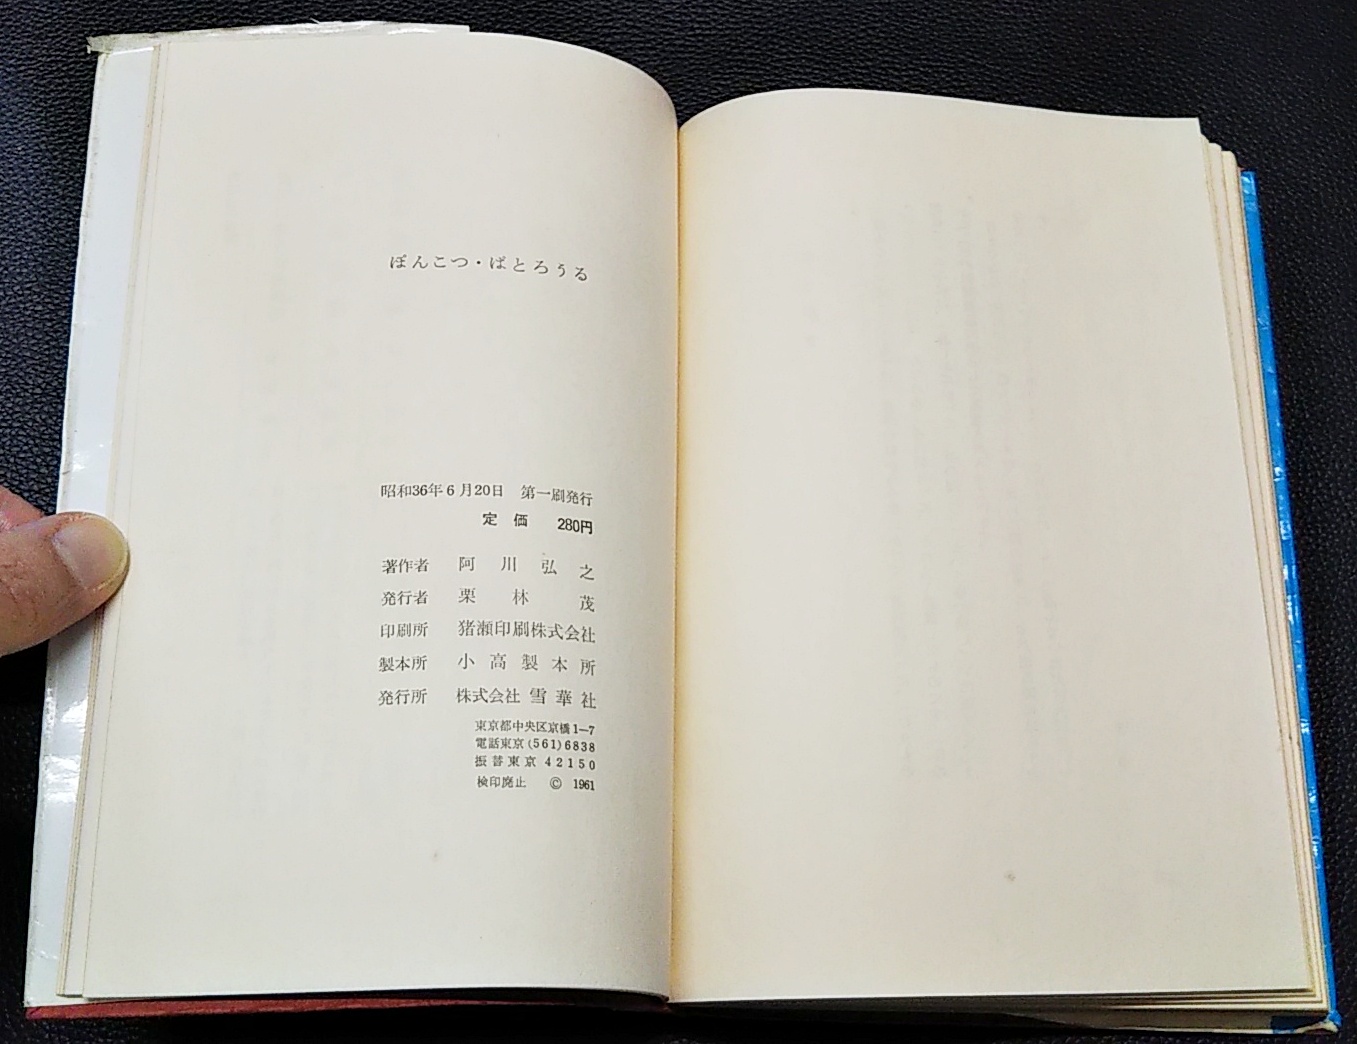 ぽんこつ・ぱとろうる
昭和36年6月20日 第一刷発行
定価 280円
著作者 阿川弘之
発行者 栗林茂
印刷所 猪瀬印刷株式会社
製本所 小高製本所
発行所 株式会社雪華社
東京都中央区京橋1—7
電話東京(561)6838
振替東京42150
検印廃止 © 1961